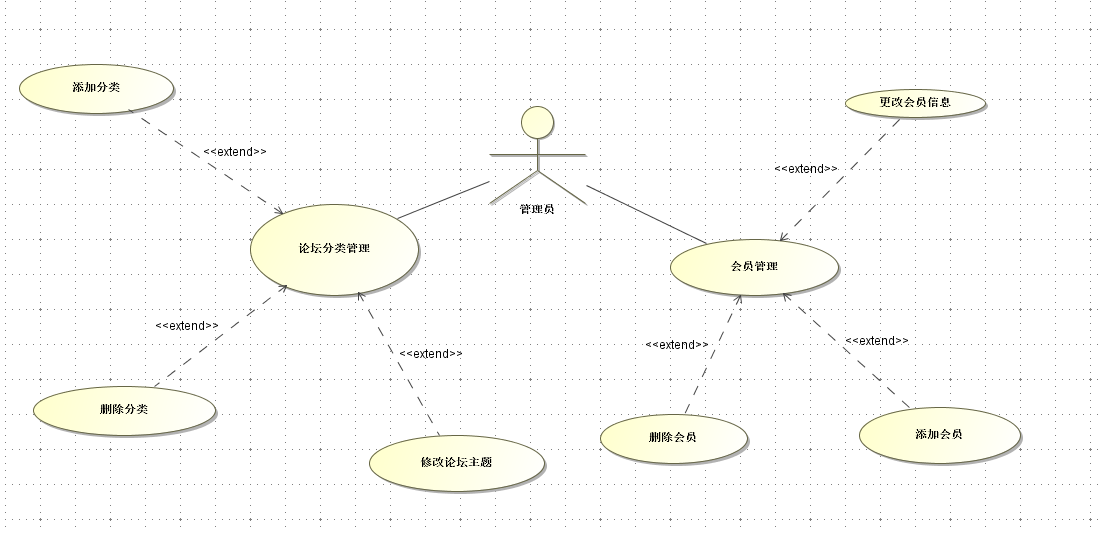 添加分类
更改会员信息
<<extend>>
<<extend>>
管理员
论坛分类管理
会员管理
<<extend>>
<<extend>>
<<extend>>
<<extend>>
删除分类
删除会员
添加会员
修改论坛主题